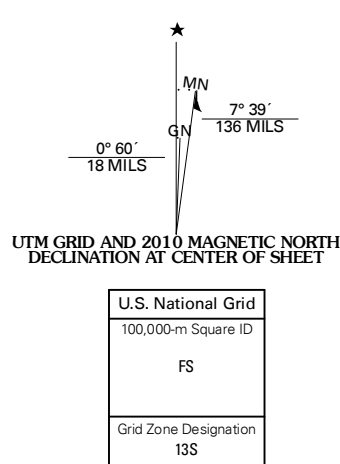 ★
MN
7° 39´
136 MILS
GN
0° 60´
18 MILS
UTM GRID AND 2010 MAGNETIC NORTH
DECLINATION AT CENTER OF SHEET
U.S. National Grid
100,000-m Square ID
FS
Grid Zone Designation
13S